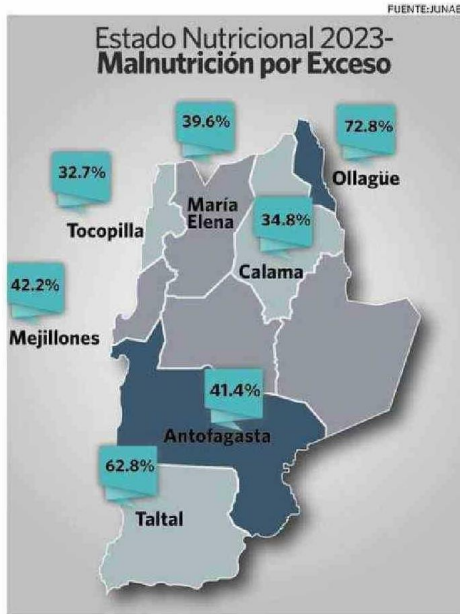 FUENTE:JUNAEB
Estado Nutricional 2023-
Malnutrición por Exceso
39.6%
72.8%
32.7%
María
Elena
Ollagüe
Tocopilla
34.8%
Calama
42.2%
Mejillones
41.4%
Antofagasta
62.8%
Taltal